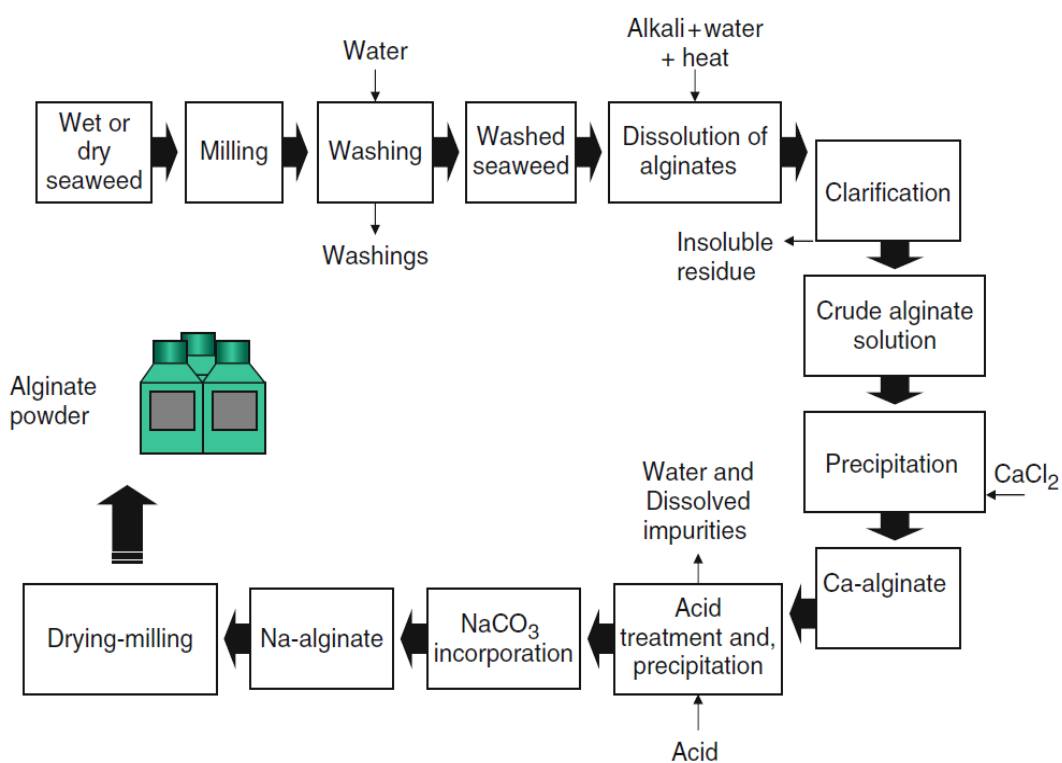 Water
Alkali+water
+ heat
Wet or
dry
seaweed
Milling
Washing
Washed
seaweed
Dissolution of
alginates
Clarification
Washings
Insoluble
residue
Crude alginate
solution
Alginate
powder
Precipitation
CaCl2
Water and
Dissolved
impurities
Ca-alginate
Acid
treatment and,
precipitation
NaCO3
incorporation
Na-alginate
Drying-milling
Acid